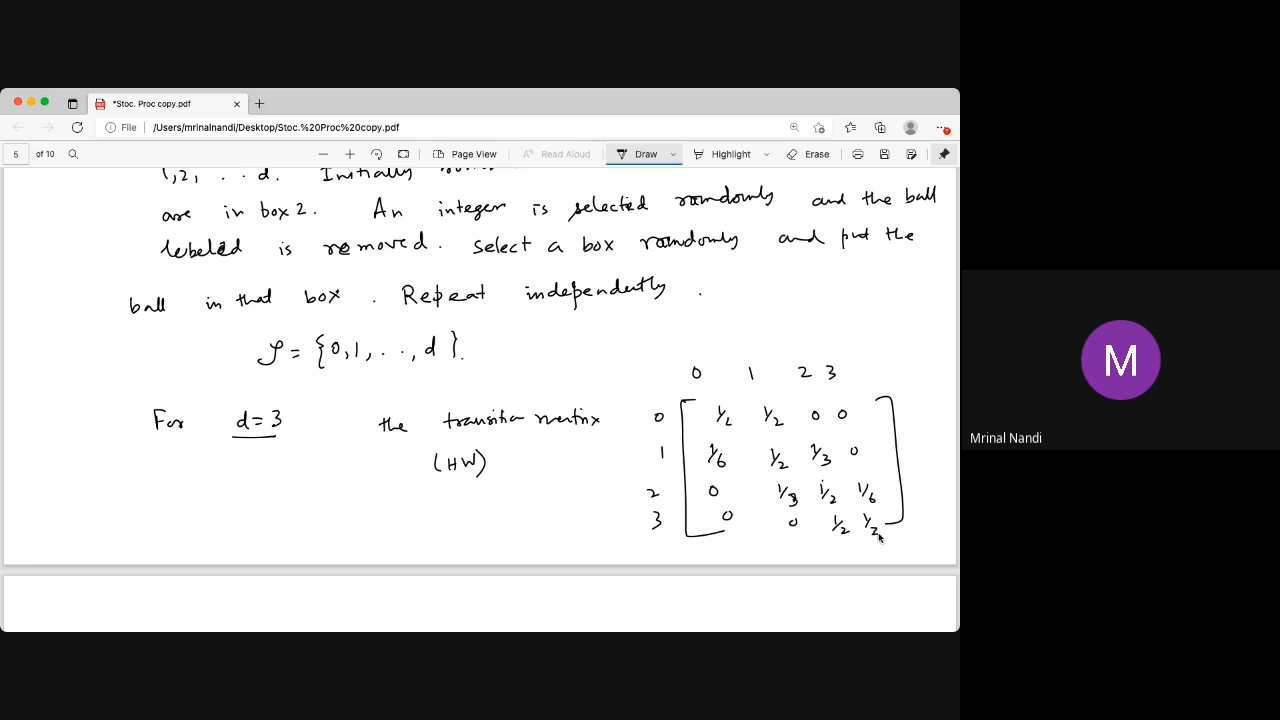 *Stoc. Proc copy.pdf
File /Users/mrinalnandi/Desktop/Stoc.%20Proc%20copy.pdf
5 of 10 Page View Read Aloud Draw Highlight Erase
1,2, .. d. Initially
are in box 2. An integer is selected randomly and the ball
labeled is removed. Select a box randomly and put the
ball in that box. Repeat independently.
𝒮 = {0,1, ..., d}.
For d=3 the transition matrix
(HW)
0 1 2 3
0 1/2 1/2 0 0
1 1/6 1/2 1/3 0
2 0 1/3 1/2 1/6
3 0 0 1/2 1/2
M
Mrinal Nandi